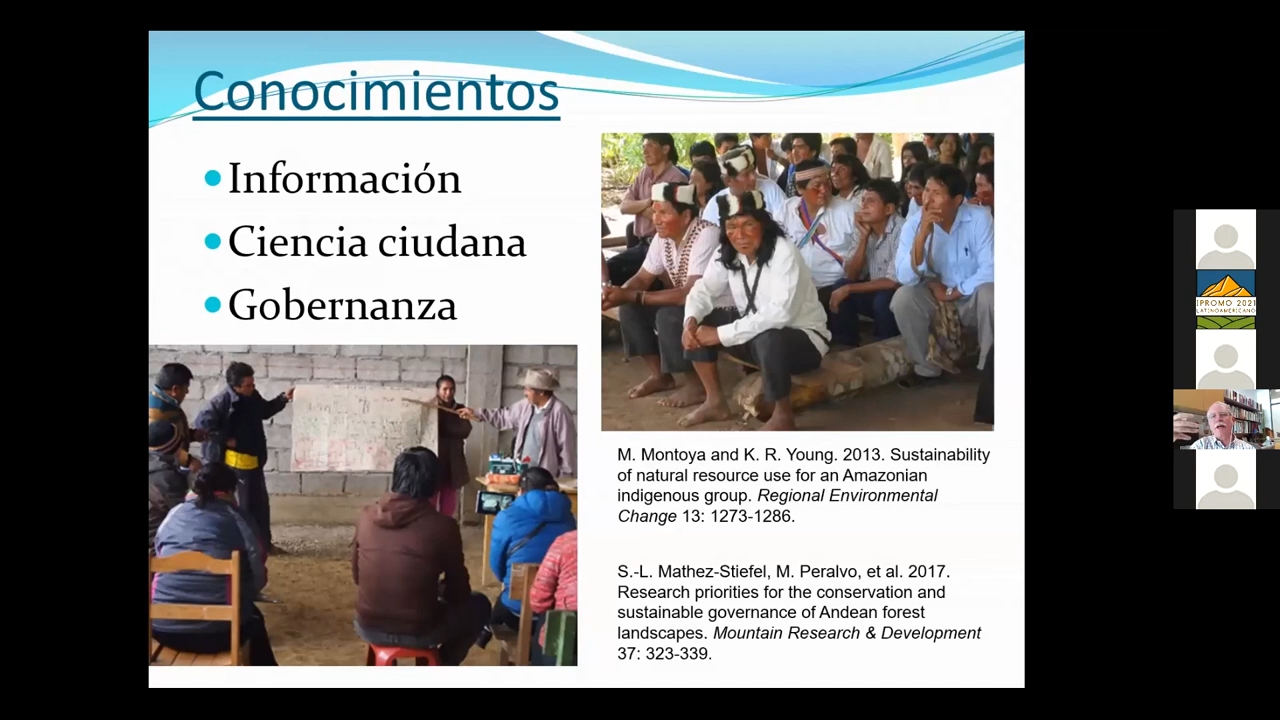 Conocimientos
Información
Ciencia ciudana
Gobernanza
M. Montoya and K. R. Young. 2013. Sustainability
of natural resource use for an Amazonian
indigenous group. Regional Environmental
Change 13: 1273-1286.
S.-L. Mathez-Stiefel, M. Peralvo, et al. 2017.
Research priorities for the conservation and
sustainable governance of Andean forest
landscapes. Mountain Research & Development
37: 323-339.
IPROMO 2021
LATINOAMERICANO